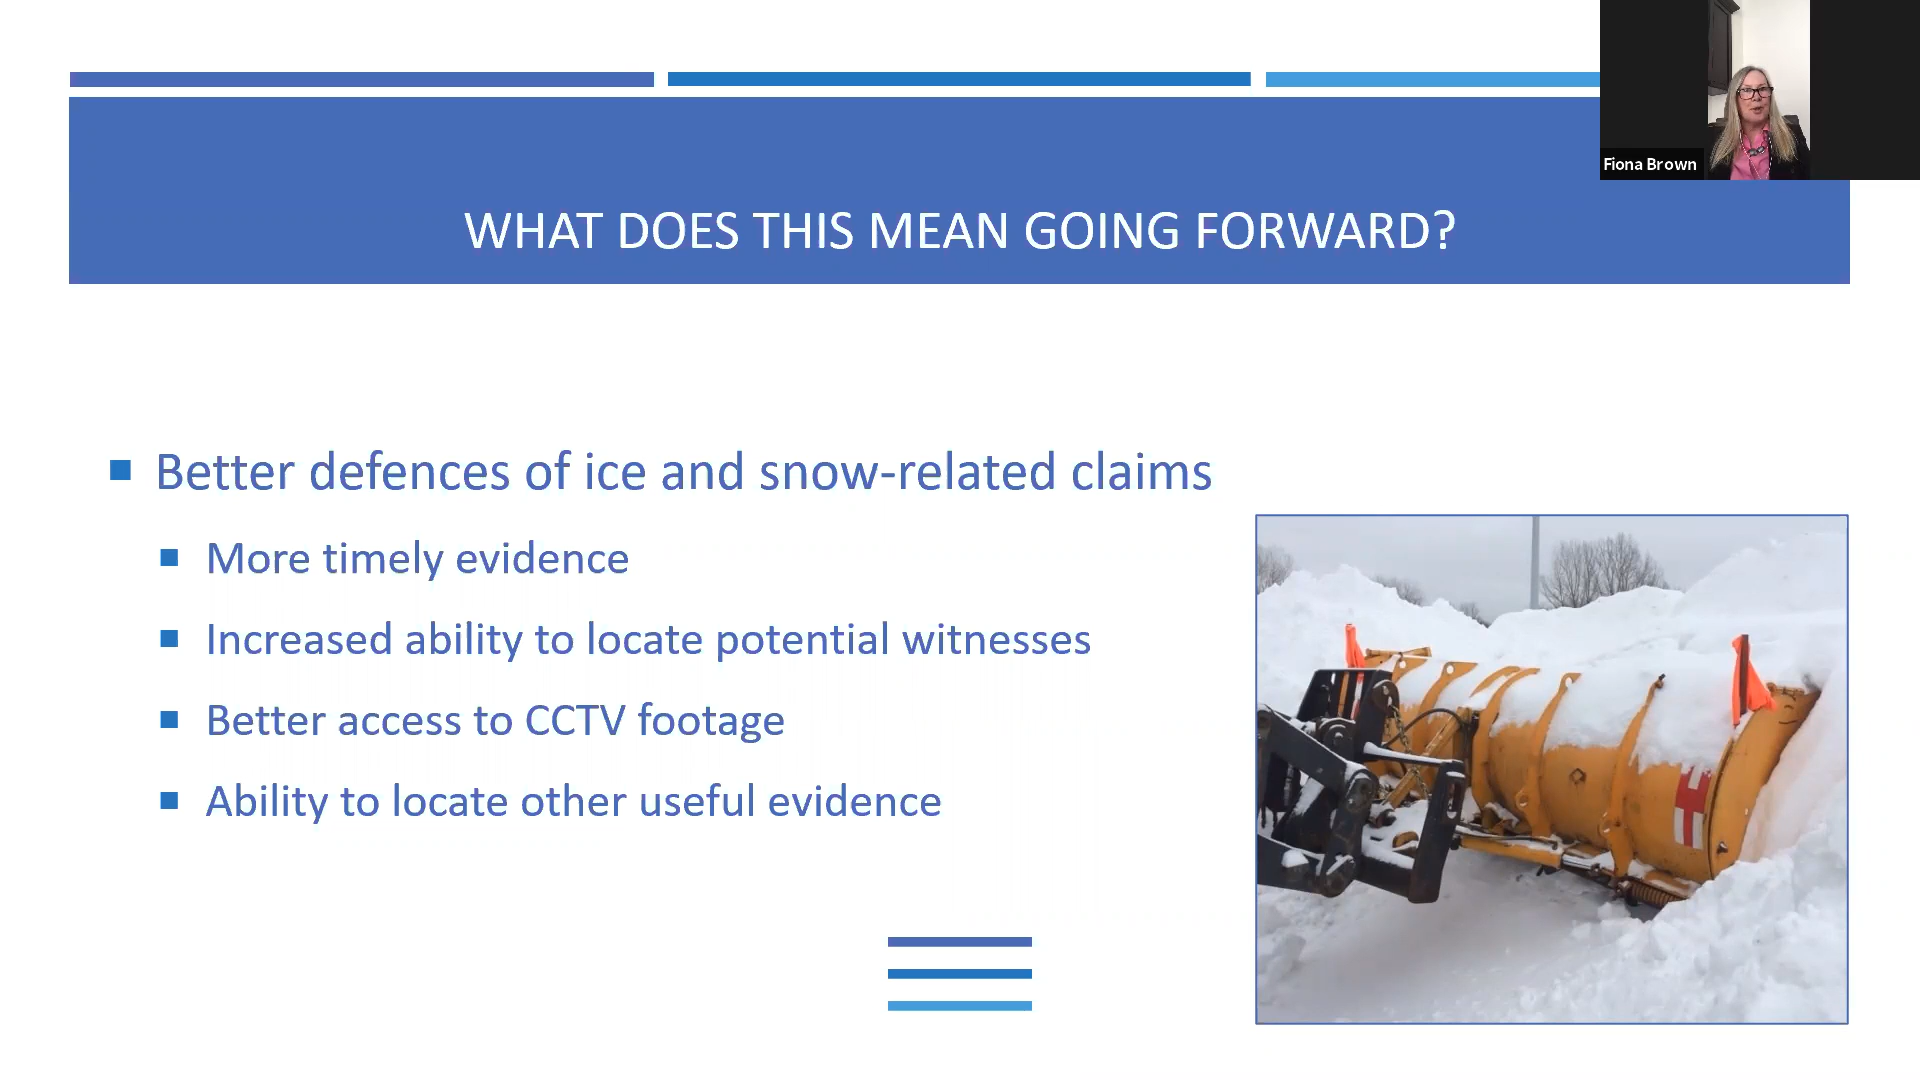 Fiona Brown
WHAT DOES THIS MEAN GOING FORWARD?
Better defences of ice and snow-related claims
More timely evidence
Increased ability to locate potential witnesses
Better access to CCTV footage
Ability to locate other useful evidence